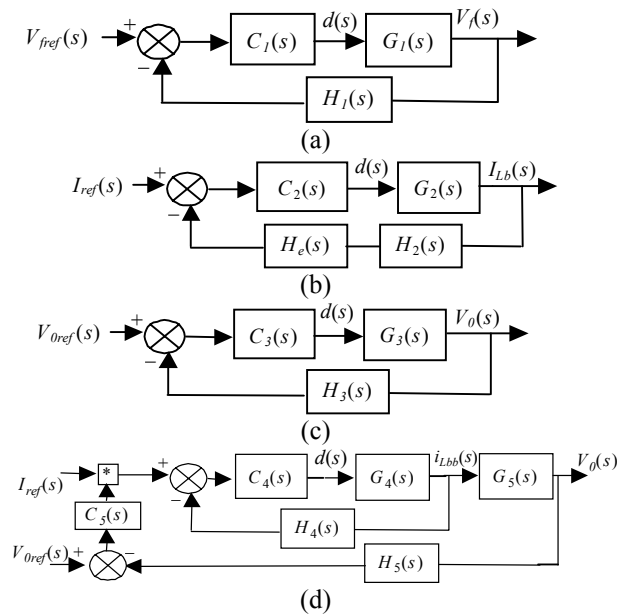 V_fref(s) + − C_1(s) d(s) G_1(s) V_f(s)
H_1(s)
(a)
I_ref(s) + − C_2(s) d(s) G_2(s) I_Lb(s)
H_e(s) H_2(s)
(b)
V_0ref(s) + − C_3(s) d(s) G_3(s) V_0(s)
H_3(s)
(c)
I_ref(s) * + − C_4(s) d(s) G_4(s) i_Lbb(s) G_5(s) V_0(s)
C_5(s) H_4(s)
V_0ref(s) + − H_5(s)
(d)